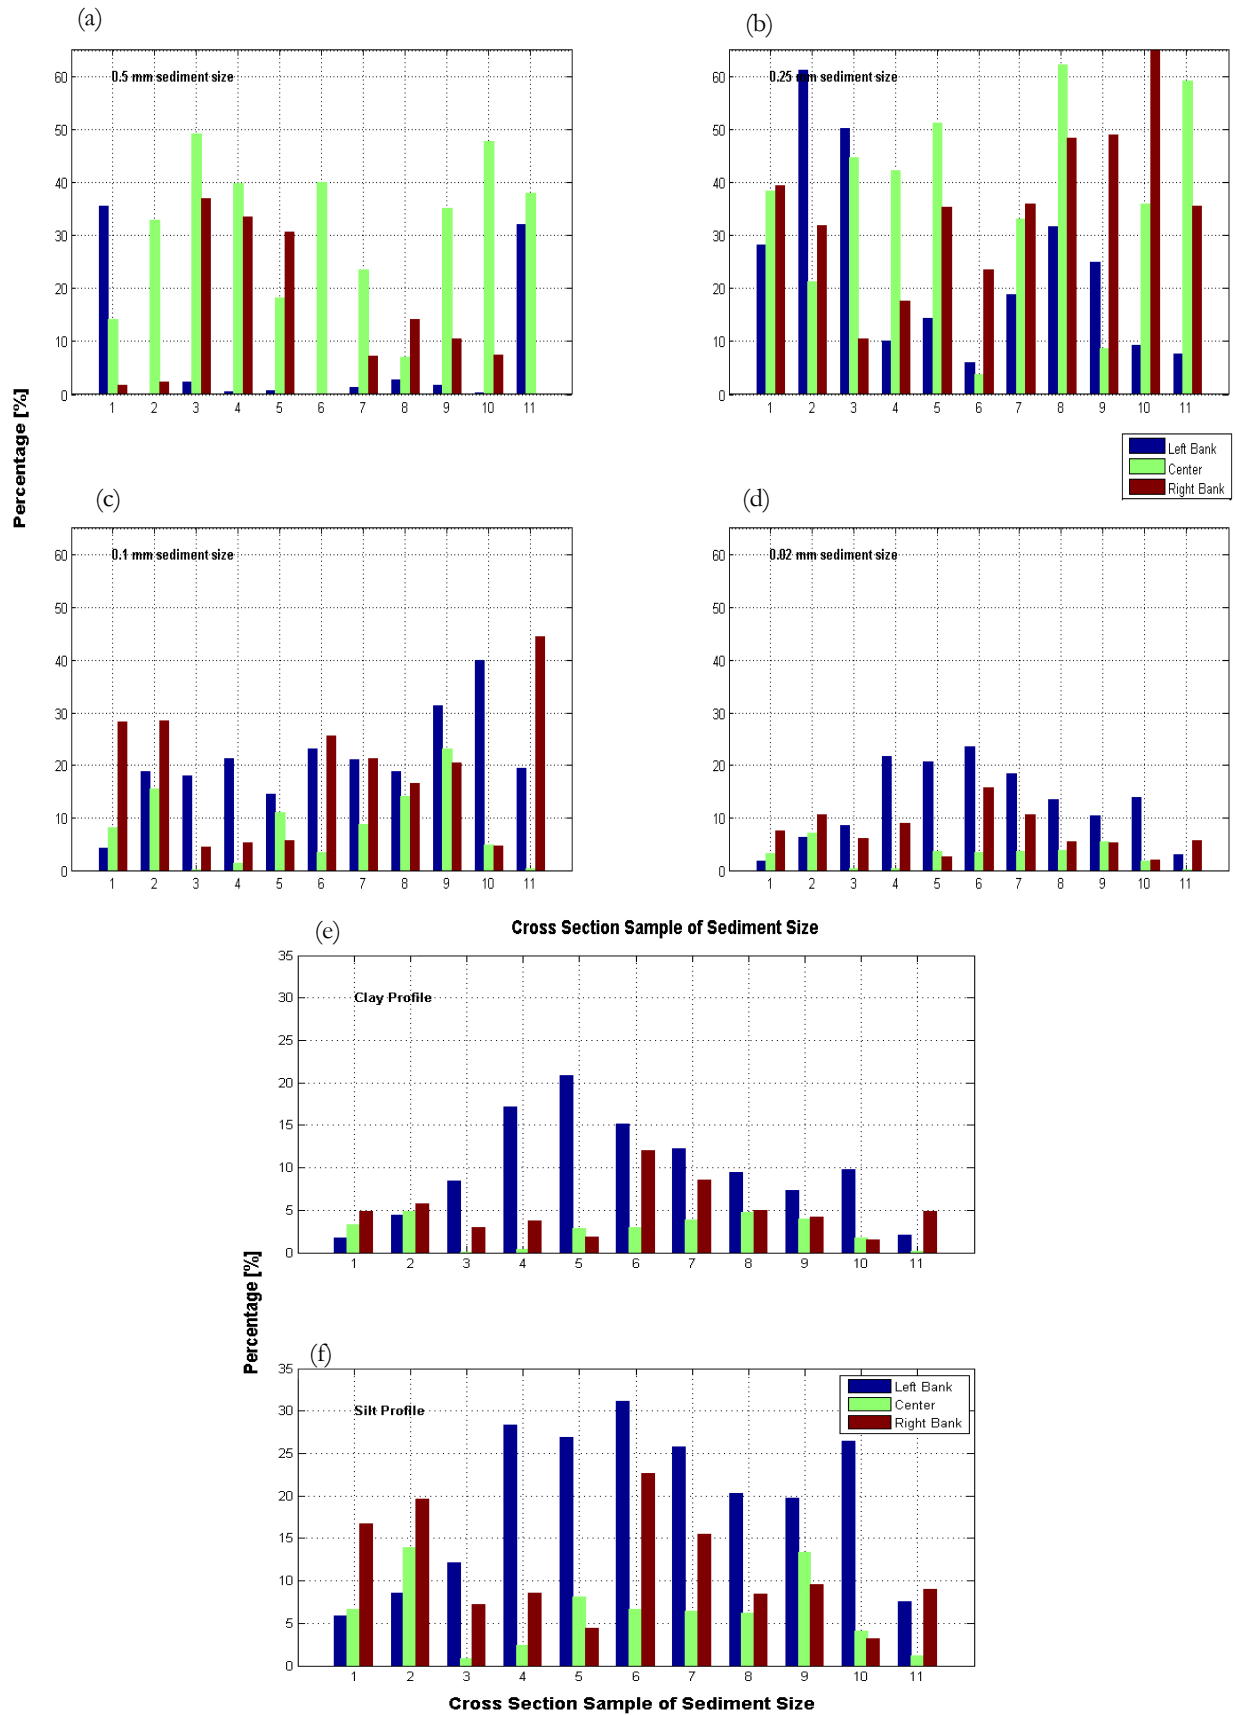 (a)
(b)
0.5 mm sediment size
60
50
40
30
20
10
0
1 2 3 4 5 6 7 8 9 10 11
0.25 mm sediment size
60
50
40
30
20
10
0
1 2 3 4 5 6 7 8 9 10 11
Percentage [%]
Left Bank
Center
Right Bank
(c)
(d)
0.1 mm sediment size
60
50
40
30
20
10
0
1 2 3 4 5 6 7 8 9 10 11
0.02 mm sediment size
60
50
40
30
20
10
0
1 2 3 4 5 6 7 8 9 10 11
Cross Section Sample of Sediment Size
(e)
Clay Profile
35
30
25
20
15
10
5
0
1 2 3 4 5 6 7 8 9 10 11
Percentage [%]
(f)
Silt Profile
35
30
25
20
15
10
5
0
Left Bank
Center
Right Bank
1 2 3 4 5 6 7 8 9 10 11
Cross Section Sample of Sediment Size